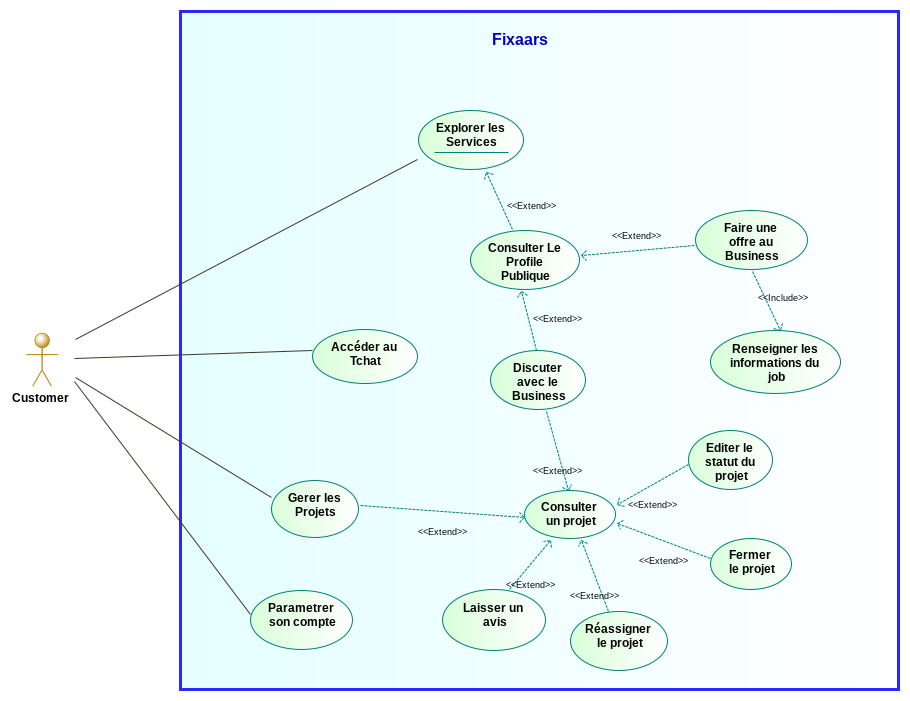 Fixaars
Explorer les
Services
<<Extend>>
Consulter Le
Profile
Publique
<<Extend>>
Faire une
offre au
Business
<<Include>>
<<Extend>>
Accéder au
Tchat
Renseigner les
informations du
job
Customer
Discuter
avec le
Business
<<Extend>>
Editer le
statut du
projet
Gerer les
Projets
<<Extend>>
Consulter
un projet
<<Extend>>
Fermer
le projet
<<Extend>>
<<Extend>>
<<Extend>>
Parametrer
son compte
Laisser un
avis
Réassigner
le projet